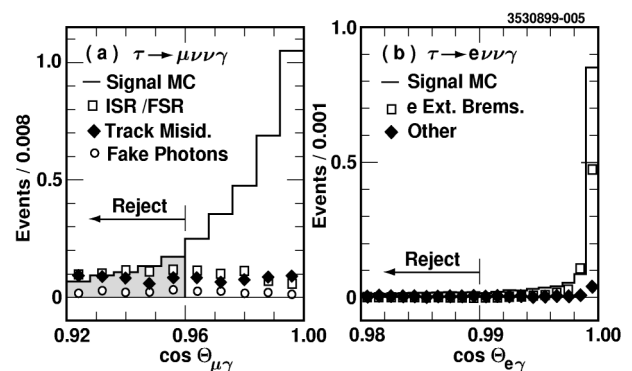 3530899-005
( a ) τ → μννγ
Signal MC
ISR /FSR
Track Misid.
Fake Photons
Reject
1.0
0.5
0
Events / 0.008
0.92 0.96 1.00
cos Θμγ
( b ) τ → eννγ
Signal MC
e Ext. Brems.
Other
Reject
1.0
0.5
0
Events / 0.001
0.98 0.99 1.00
cos Θeγ